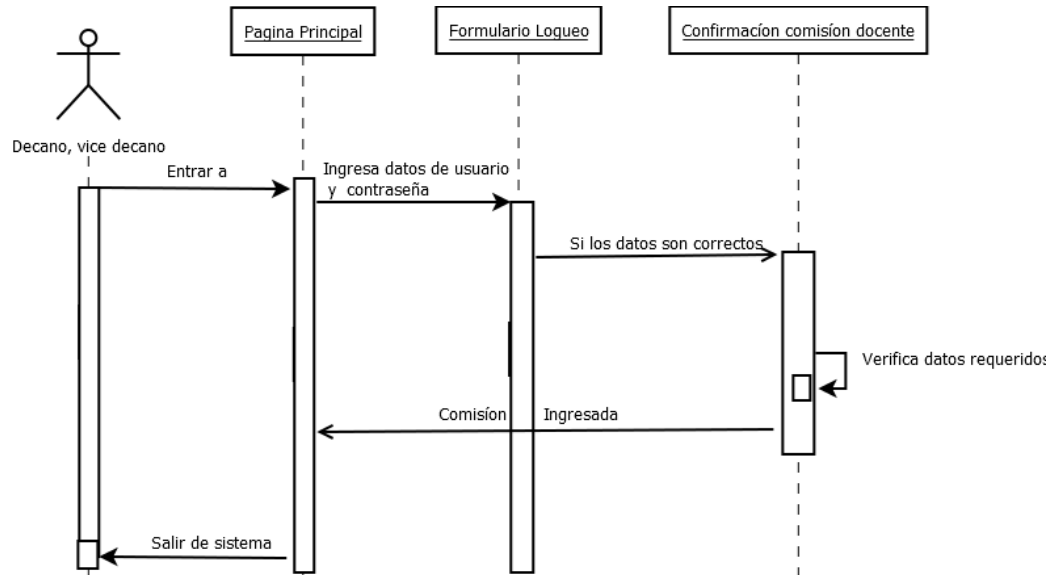 Pagina Principal
Formulario Logueo
Confirmacíon comisíon docente
Decano, vice decano
Entrar a
Ingresa datos de usuario
y contraseña
Si los datos son correctos
Verifica datos requeridos
Comisíon Ingresada
Salir de sistema